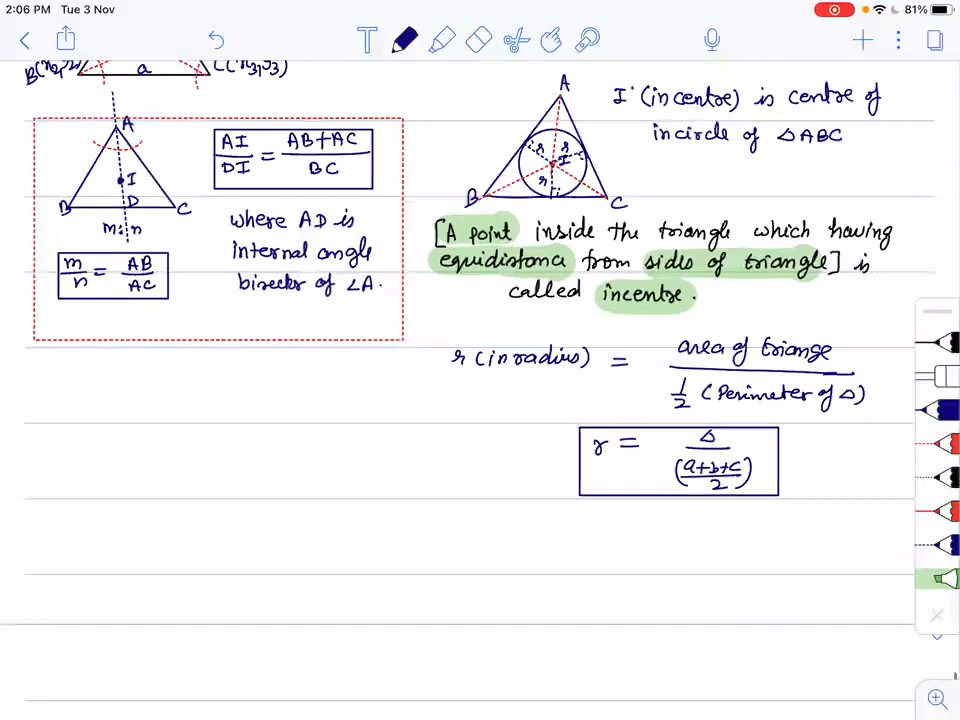 2:06 PM Tue 3 Nov
81%
T
a
A
I
B
D
C
m:n
m/n = AB/AC
AI/DI = AB+AC/BC
where AD is
internal angle
bisector of ∠A.
A
r
r
I
r
B
C
I (incentre) is centre of
incircle of △ABC
[A point inside the triangle which having
equidistance from sides of triangle] is
called incentre.
r (inradius) = area of triange / 1/2 (Perimeter of △)
r = △ / (a+b+c/2)